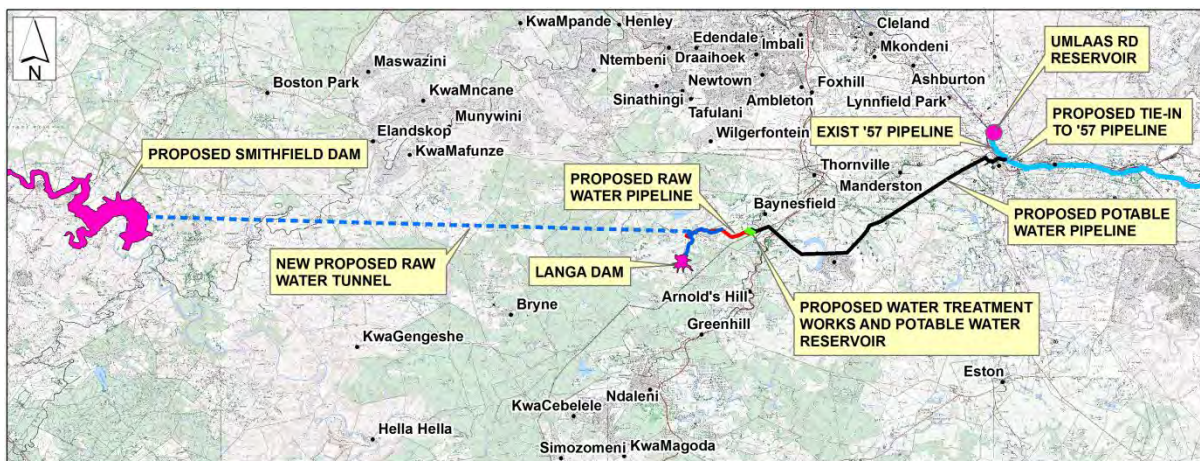 KwaMpande
Henley
Cleland
Edendale
Imbali
Mkondeni
UMLAAS RD
RESERVOIR
N
Maswazini
Ntembeni
Draaihoek
Ashburton
Boston Park
KwaMncane
Newtown
Foxhill
Sinathingi
Ambleton
Lynnfield Park
Munywini
Tafulani
PROPOSED TIE-IN
TO '57 PIPELINE
Elandskop
Wilgerfontein
EXIST '57 PIPELINE
PROPOSED SMITHFIELD DAM
KwaMafunze
Thornville
PROPOSED RAW
WATER PIPELINE
Manderston
Baynesfield
PROPOSED POTABLE
WATER PIPELINE
NEW PROPOSED RAW
WATER TUNNEL
LANGA DAM
Arnold's Hill
PROPOSED WATER TREATMENT
WORKS AND POTABLE WATER
RESERVOIR
Bryne
Greenhill
KwaGengeshe
Eston
Ndaleni
KwaCebelele
Hella Hella
Simozomeni
KwaMagoda